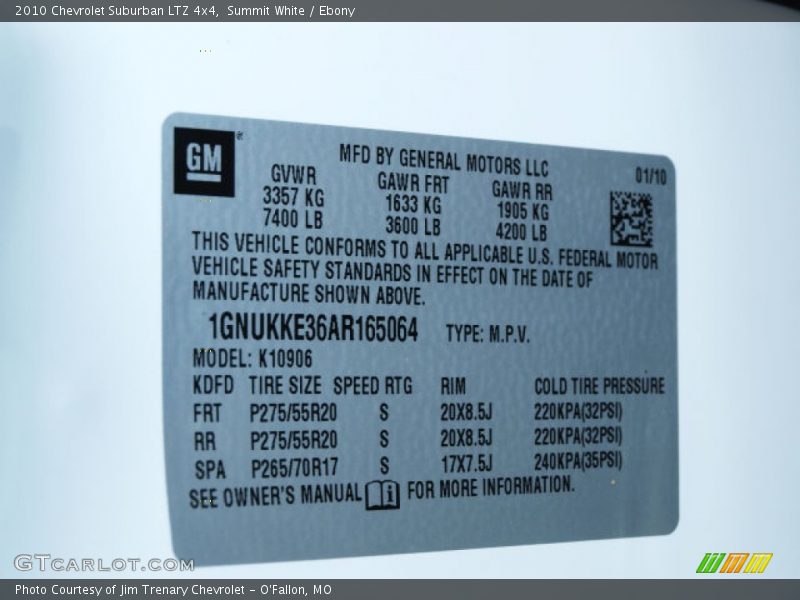 2010 Chevrolet Suburban LTZ 4x4, Summit White / Ebony
GM®
MFD BY GENERAL MOTORS LLC
01/10
GVWR GAWR FRT GAWR RR
3357 KG 1633 KG 1905 KG
7400 LB 3600 LB 4200 LB
THIS VEHICLE CONFORMS TO ALL APPLICABLE U.S. FEDERAL MOTOR
VEHICLE SAFETY STANDARDS IN EFFECT ON THE DATE OF
MANUFACTURE SHOWN ABOVE.
1GNUKKE36AR165064 TYPE: M.P.V.
MODEL: K10906
KDFD TIRE SIZE SPEED RTG RIM COLD TIRE PRESSURE
FRT P275/55R20 S 20X8.5J 220KPA(32PSI)
RR P275/55R20 S 20X8.5J 220KPA(32PSI)
SPA P265/70R17 S 17X7.5J 240KPA(35PSI)
SEE OWNER'S MANUAL i FOR MORE INFORMATION.
GTcarlot.com
Photo Courtesy of Jim Trenary Chevrolet - O'Fallon, MO